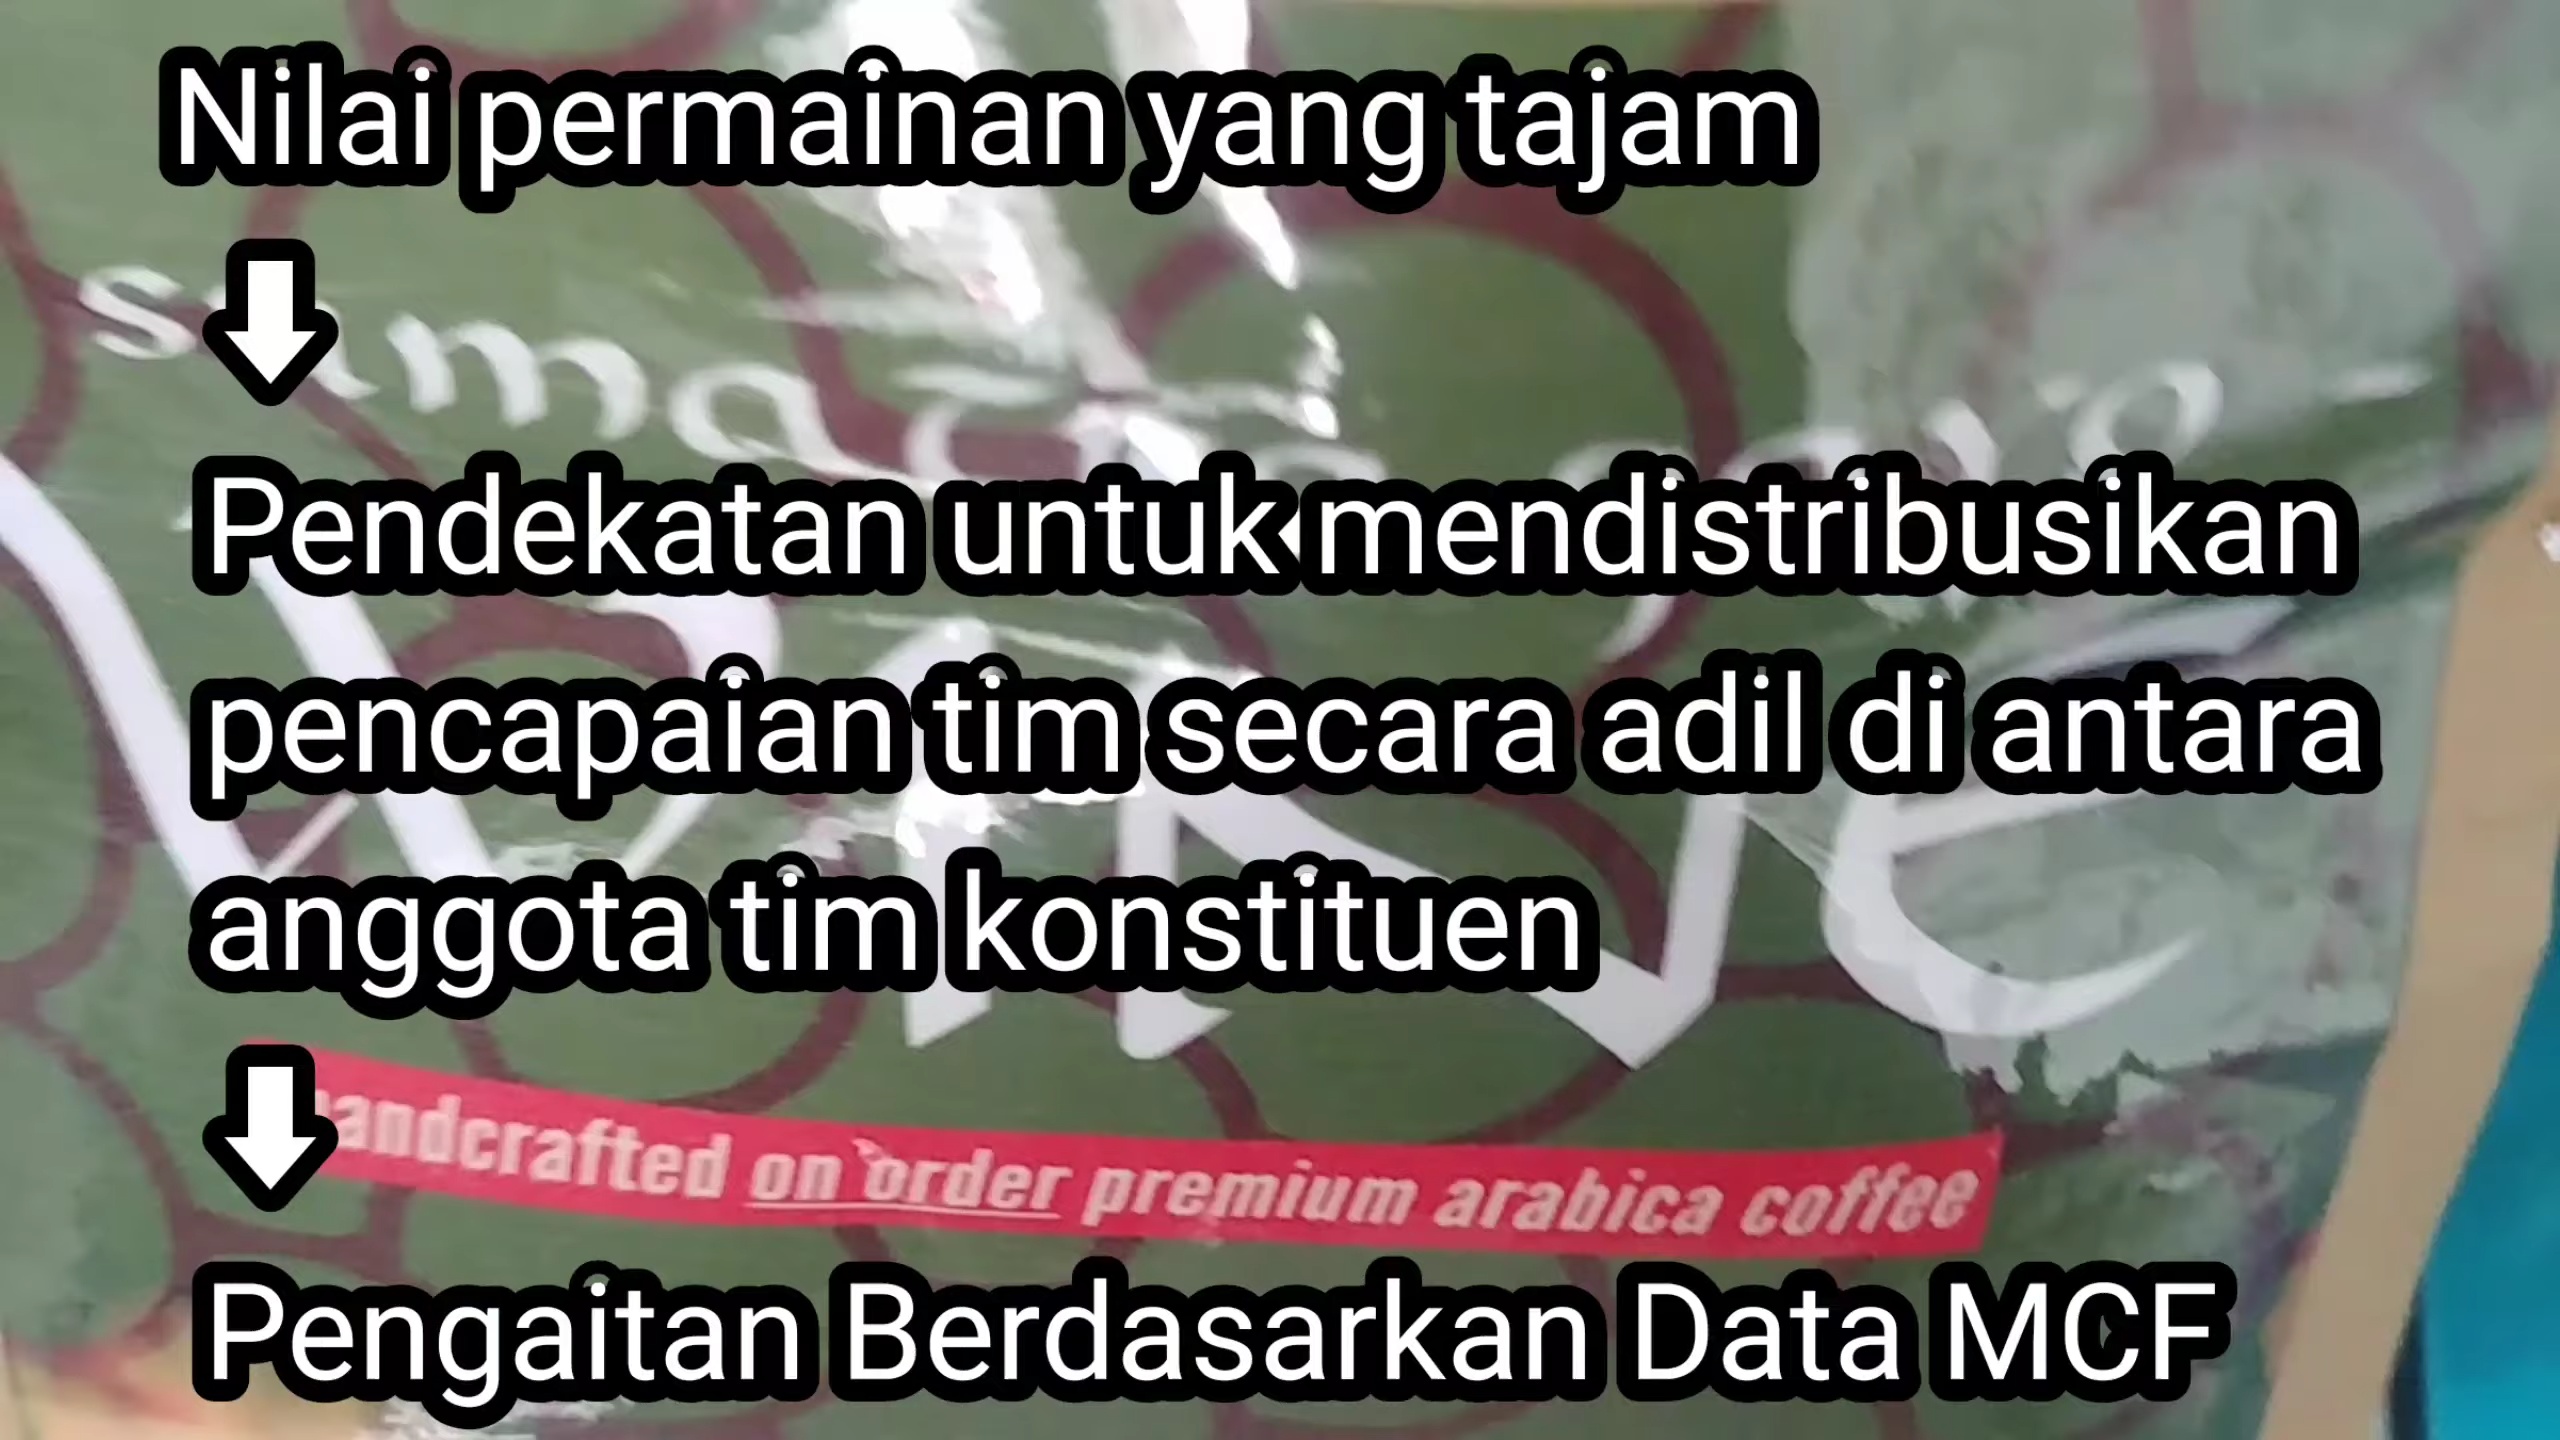 Nilai permainan yang tajam
Pendekatan untuk mendistribusikan
pencapaian tim secara adil di antara
anggota tim konstituen
handcrafted on order premium arabica coffee
Pengaitan Berdasarkan Data MCF